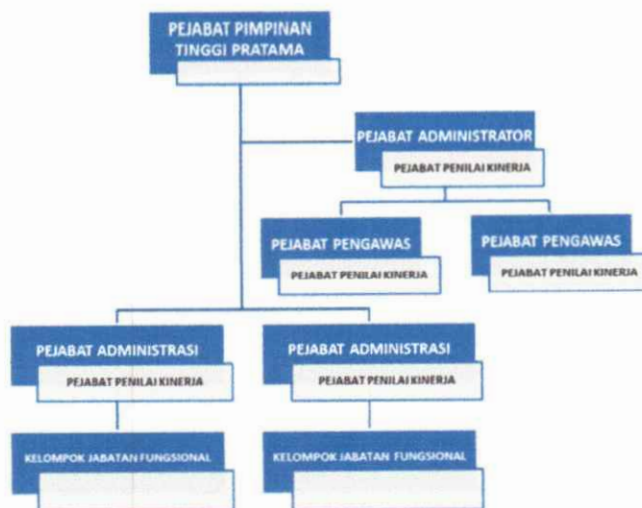 PEJABAT PIMPINAN
TINGGI PRATAMA
PEJABAT ADMINISTRATOR
PEJABAT PENILAI KINERJA
PEJABAT PENGAWAS
PEJABAT PENILAI KINERJA
PEJABAT PENGAWAS
PEJABAT PENILAI KINERJA
PEJABAT ADMINISTRASI
PEJABAT PENILAI KINERJA
PEJABAT ADMINISTRASI
PEJABAT PENILAI KINERJA
KELOMPOK JABATAN FUNGSIONAL
KELOMPOK JABATAN FUNGSIONAL